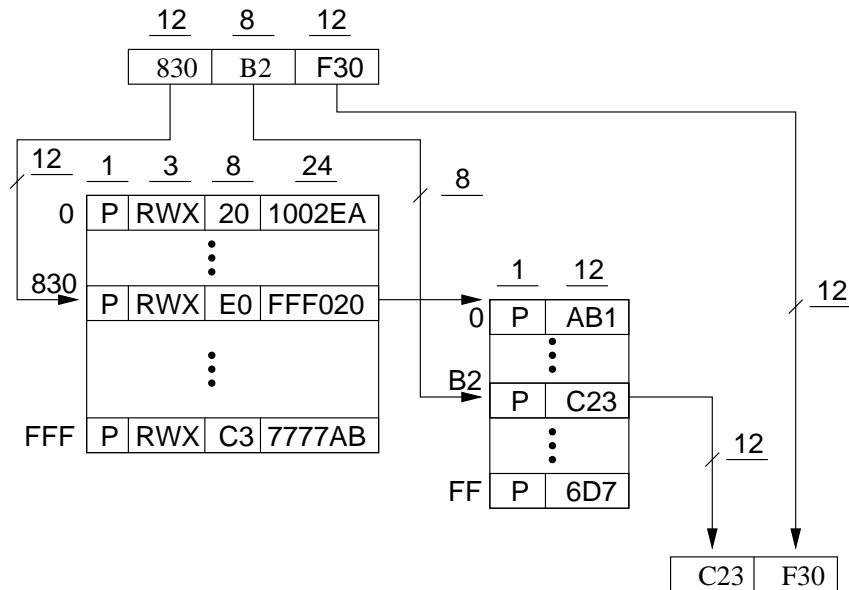 12 8 12
830 B2 F30
12 1 3 8 24
8
0 P RWX 20 1002EA
830 P RWX E0 FFF020
1 12
12
0 P AB1
B2 P C23
FFF P RWX C3 7777AB
12
FF P 6D7
C23 F30